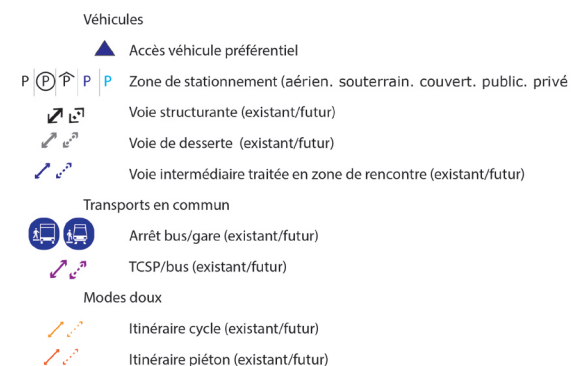 Véhicules
Accès véhicule préférentiel
P P P P P Zone de stationnement (aérien. souterrain. couvert. public. privé
Voie structurante (existant/futur)
Voie de desserte (existant/futur)
Voie intermédiaire traitée en zone de rencontre (existant/futur)
Transports en commun
Arrêt bus/gare (existant/futur)
TCSP/bus (existant/futur)
Modes doux
Itinéraire cycle (existant/futur)
Itinéraire piéton (existant/futur)